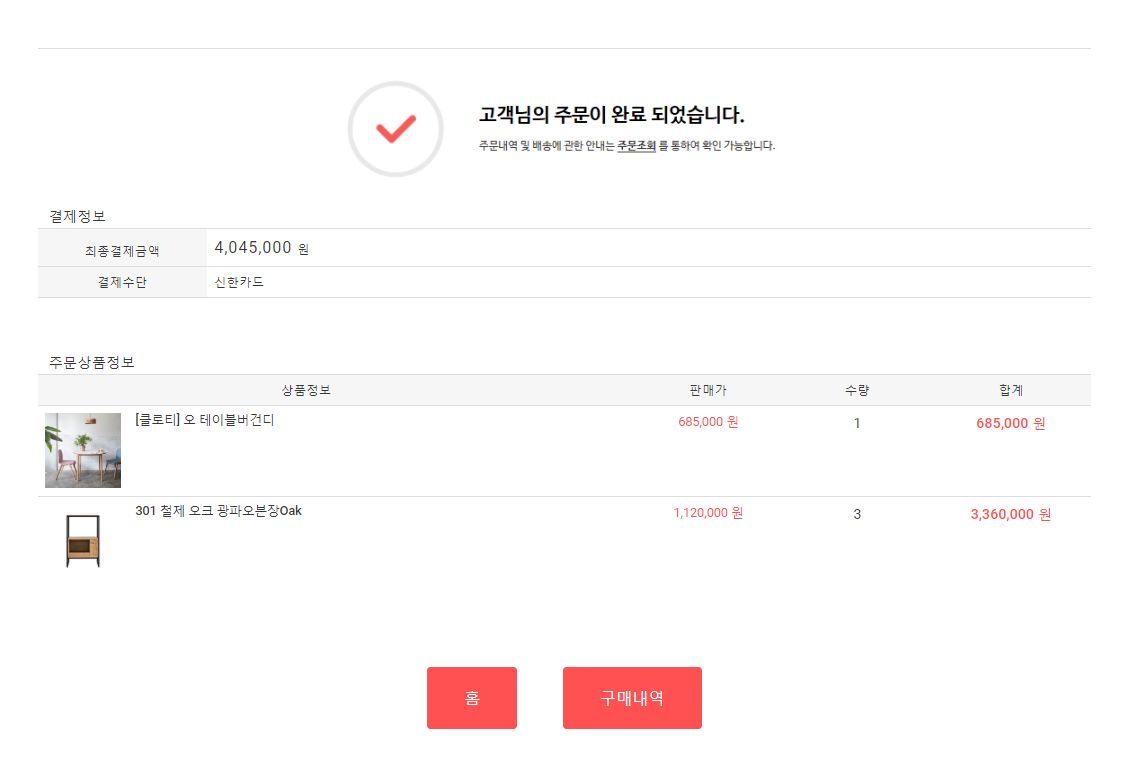 고객님의 주문이 완료 되었습니다.
주문내역 및 배송에 관한 안내는 주문조회 를 통하여 확인 가능합니다.
결제정보
최종결제금액 4,045,000 원
결제수단 신한카드
주문상품정보
상품정보 판매가 수량 합계
[클로티] 오 테이블버건디 685,000 원 1 685,000 원
301 철제 오크 광파오븐장Oak 1,120,000 원 3 3,360,000 원
홈 구매내역